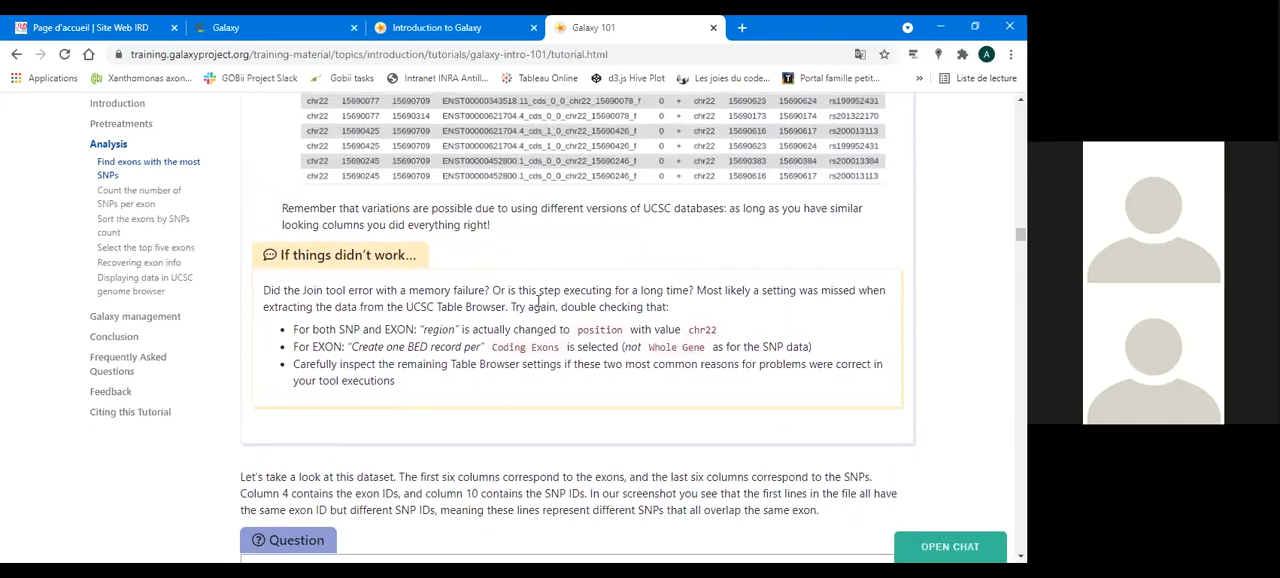 Page d'accueil | Site Web IRD
Galaxy
Introduction to Galaxy
Galaxy 101
training.galaxyproject.org/training-material/topics/introduction/tutorials/galaxy-intro-101/tutorial.html
A
Applications
Xanthomonas axon...
GOBii Project Slack
Gobii tasks
Intranet INRA Antill...
Tableau Online
d3.js Hive Plot
Les joies du code...
Portal famille petit...
»
Liste de lecture
Introduction
Pretreatments
Analysis
Find exons with the most
SNPs
Count the number of
SNPs per exon
Sort the exons by SNPs
count
Select the top five exons
Recovering exon info
Displaying data in UCSC
genome browser
Galaxy management
Conclusion
Frequently Asked
Questions
Feedback
Citing this Tutorial
chr22 15690077 15690709 ENST00000343518.11_cds_0_0_chr22_15690078_f 0 + chr22 15690623 15690624 rs199952431
chr22 15690077 15690314 ENST00000621704.4_cds_0_0_chr22_15690078_f 0 + chr22 15690173 15690174 rs201322170
chr22 15690425 15690709 ENST00000621704.4_cds_1_0_chr22_15690426_f 0 + chr22 15690616 15690617 rs200013113
chr22 15690425 15690709 ENST00000621704.4_cds_1_0_chr22_15690426_f 0 + chr22 15690623 15690624 rs199952431
chr22 15690245 15690709 ENST00000452800.1_cds_0_0_chr22_15690246_f 0 + chr22 15690383 15690384 rs200013384
chr22 15690245 15690709 ENST00000452800.1_cds_0_0_chr22_15690246_f 0 + chr22 15690616 15690617 rs200013113
Remember that variations are possible due to using different versions of UCSC databases: as long as you have similar
looking columns you did everything right!
If things didn't work...
Did the Join tool error with a memory failure? Or is this step executing for a long time? Most likely a setting was missed when
extracting the data from the UCSC Table Browser. Try again, double checking that:
• For both SNP and EXON: "region" is actually changed to position with value chr22
• For EXON: "Create one BED record per" Coding Exons is selected (not Whole Gene as for the SNP data)
• Carefully inspect the remaining Table Browser settings if these two most common reasons for problems were correct in
your tool executions
Let's take a look at this dataset. The first six columns correspond to the exons, and the last six columns correspond to the SNPs.
Column 4 contains the exon IDs, and column 10 contains the SNP IDs. In our screenshot you see that the first lines in the file all have
the same exon ID but different SNP IDs, meaning these lines represent different SNPs that all overlap the same exon.
Question
OPEN CHAT